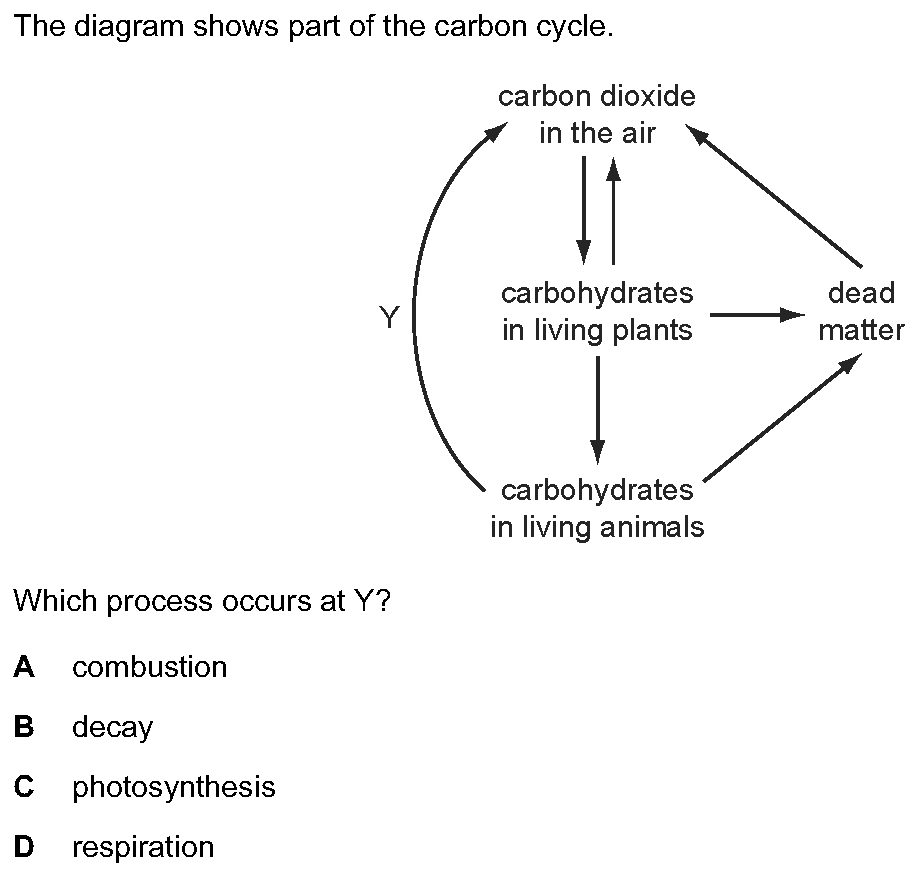 The diagram shows part of the carbon cycle.
carbon dioxide
in the air
Y
carbohydrates
in living plants
dead
matter
carbohydrates
in living animals
Which process occurs at Y?
A combustion
B decay
C photosynthesis
D respiration